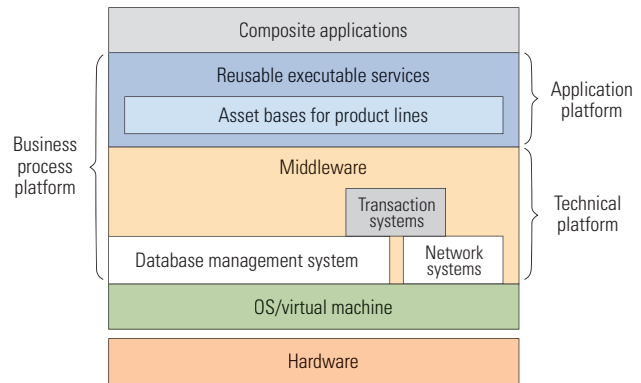 Composite applications
Reusable executable services
Asset bases for product lines
Application
platform
Business
process
platform
Middleware
Transaction
systems
Technical
platform
Database management system
Network
systems
OS/virtual machine
Hardware